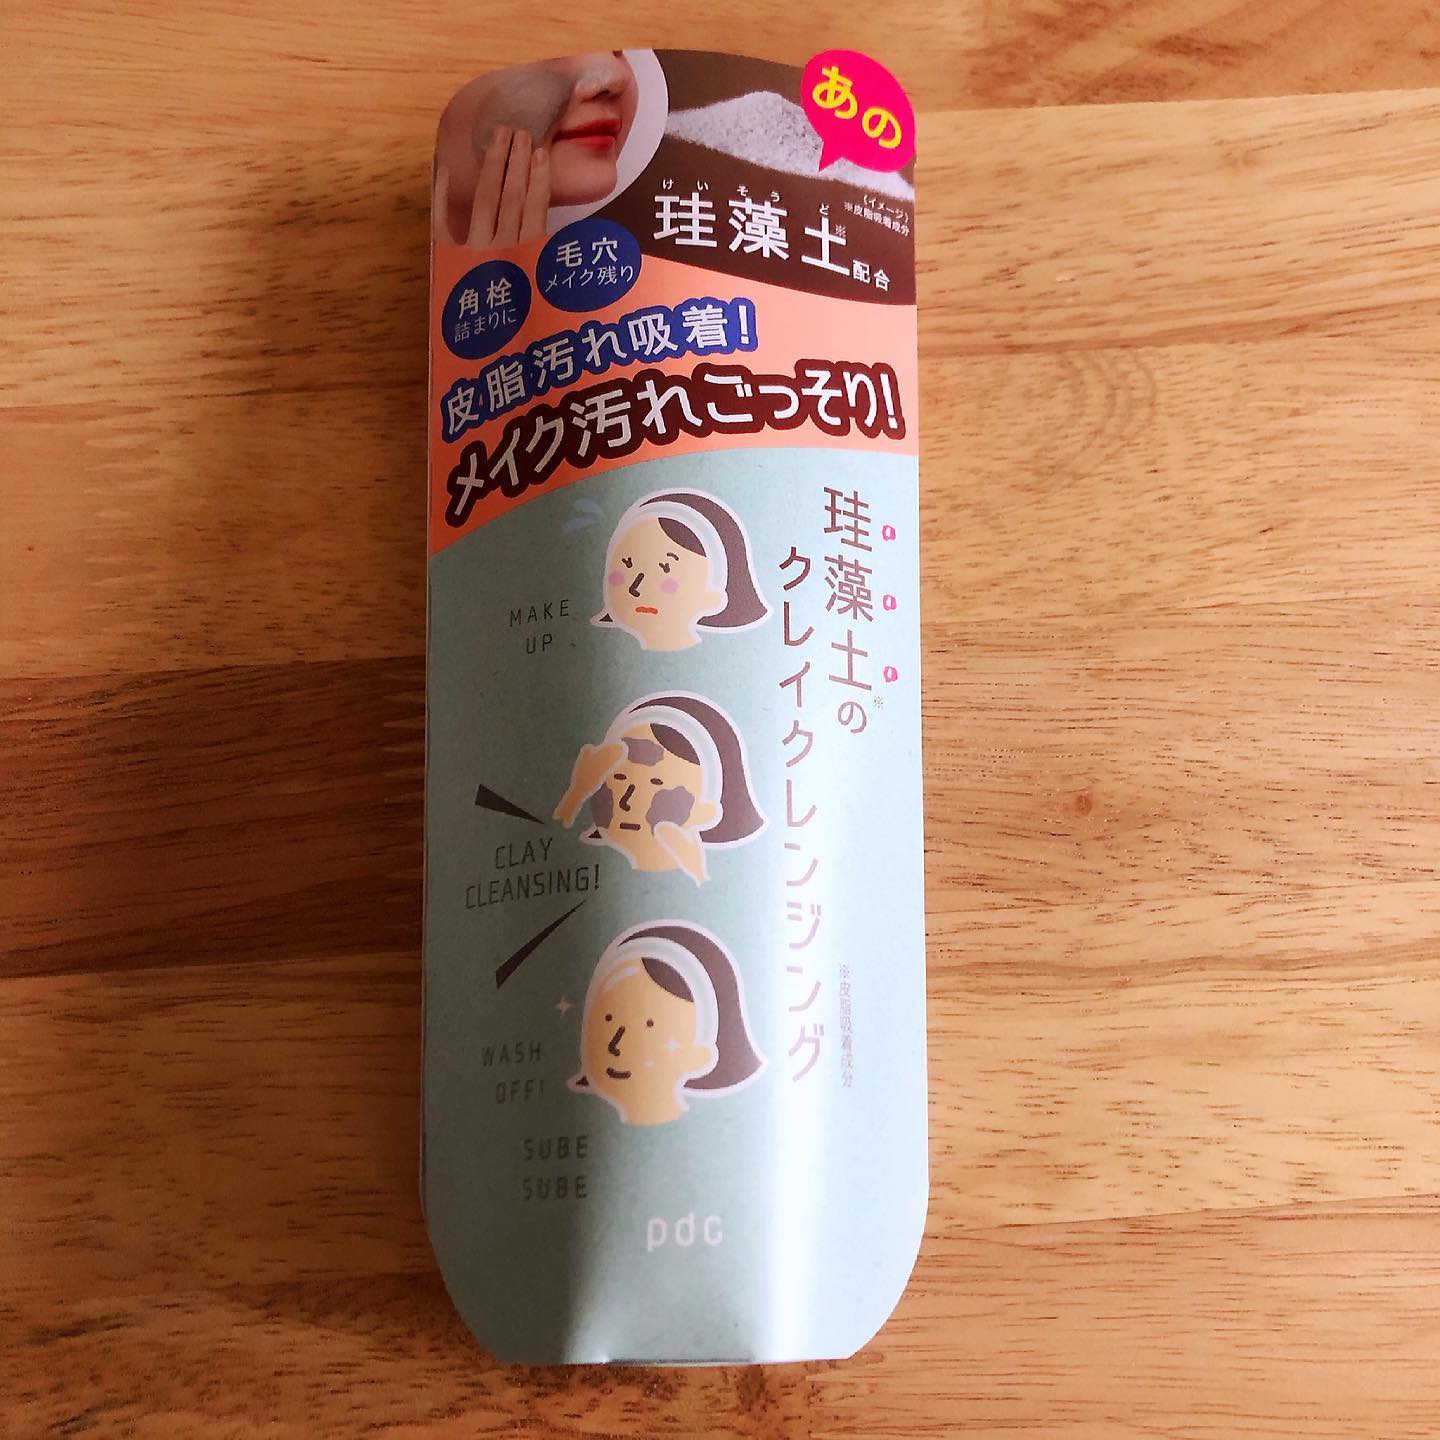 あの
けいそうど
珪藻土※配合
(イメージ)
※皮脂吸着成分
毛穴
メイク残り
角栓
詰まりに
皮脂汚れ吸着!
メイク汚れごっそり!
珪藻土※の
クレイクレンジング
※皮脂吸着成分
MAKE
UP
CLAY
CLEANSING!
WASH
OFF!
SUBE
SUBE
pdc